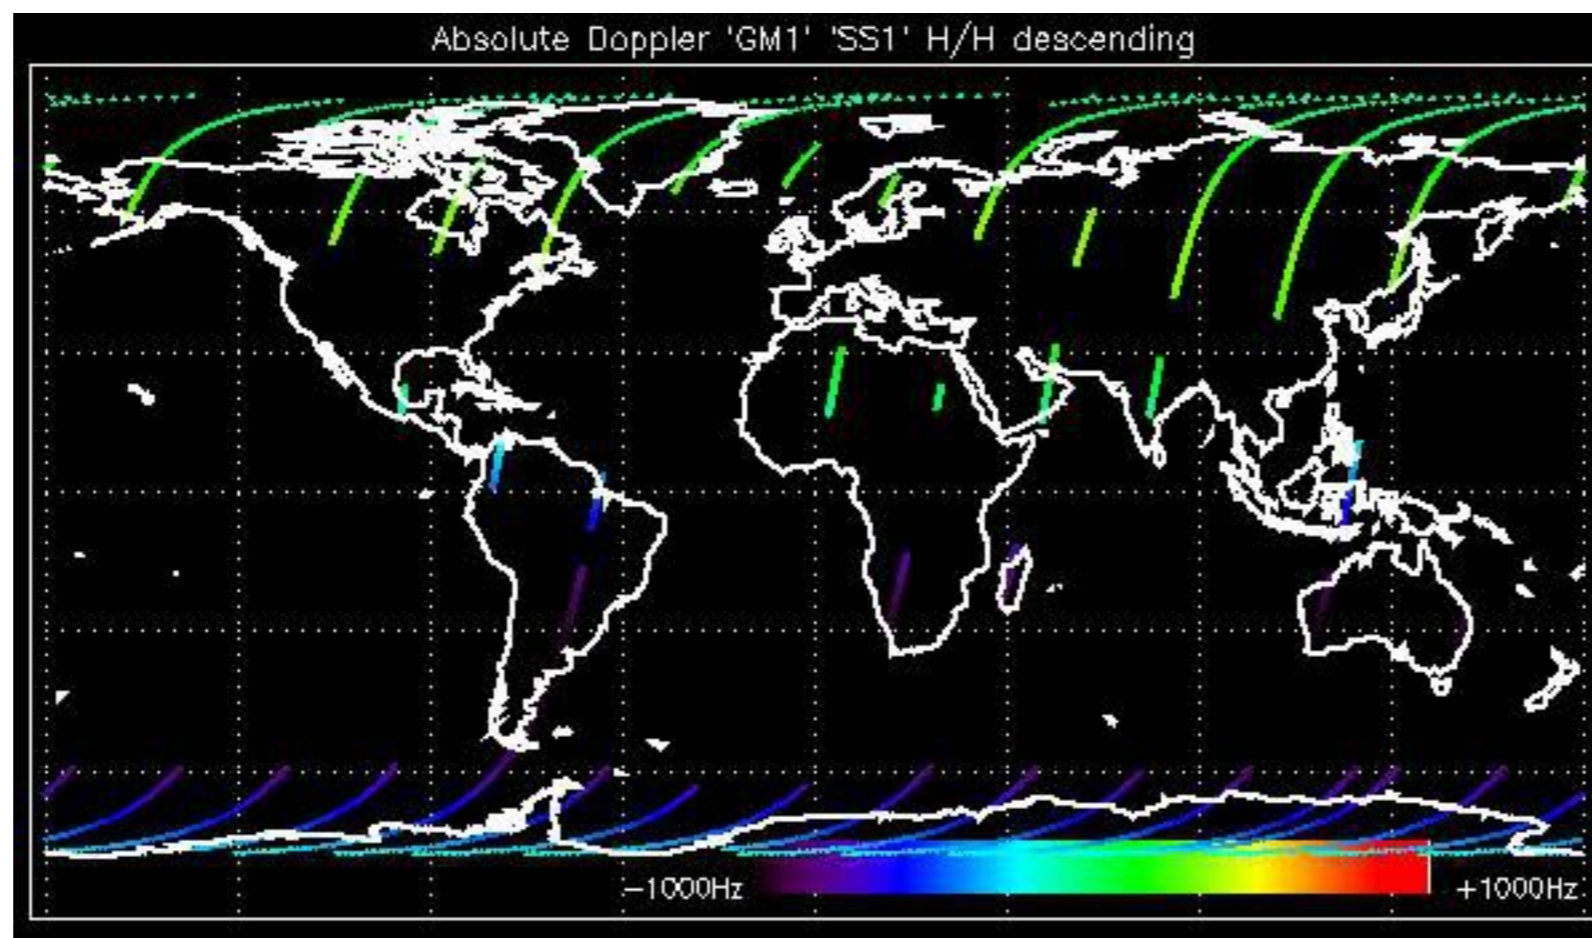 Absolute Doppler 'GM1' 'SS1' H/H descending
−1000Hz
+1000Hz